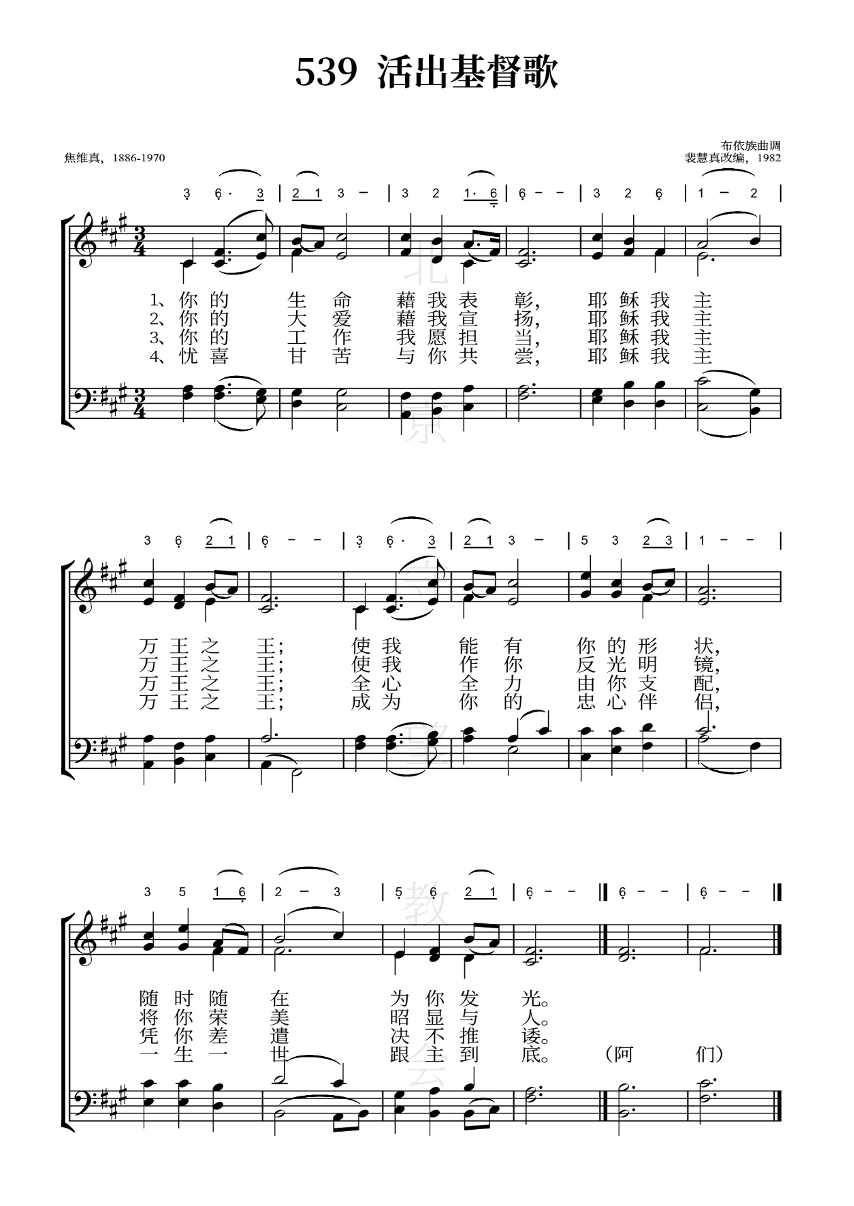 539 活出基督歌
布依族曲调
焦维真，1886-1970
裴慧真改编，1982
3 6· 3 | 2 1 3 – | 3 2 1· 6 | 6 – – | 3 2 6 | 1 – 2 |
3/4
1、你的 生命 藉我表彰， 耶稣我主
2、你的 大爱 藉我宣扬， 耶稣我主
3、你的 工作 我愿担当， 耶稣我主
4、忧喜 甘苦 与你共尝， 耶稣我主
3/4
3 6 2 1 | 6 – – | 3 6· 3 | 2 1 3 – | 5 3 2 3 | 1 – – |
万王之王； 使我 能有 你的形状，
万王之王； 使我 作你 反光明镜，
万王之王； 全心 全力 由你支配，
万王之王； 成为 你的 忠心伴侣，
3 5 1 6 | 2 – 3 | 5 6 2 1 | 6 – – || 6 – – | 6 – – ||
随时随在 为你发光。
将你荣美 昭显与人。
凭你差遣 决不推诿。
一生一世 跟主到底。（阿 们）
北京守望教会